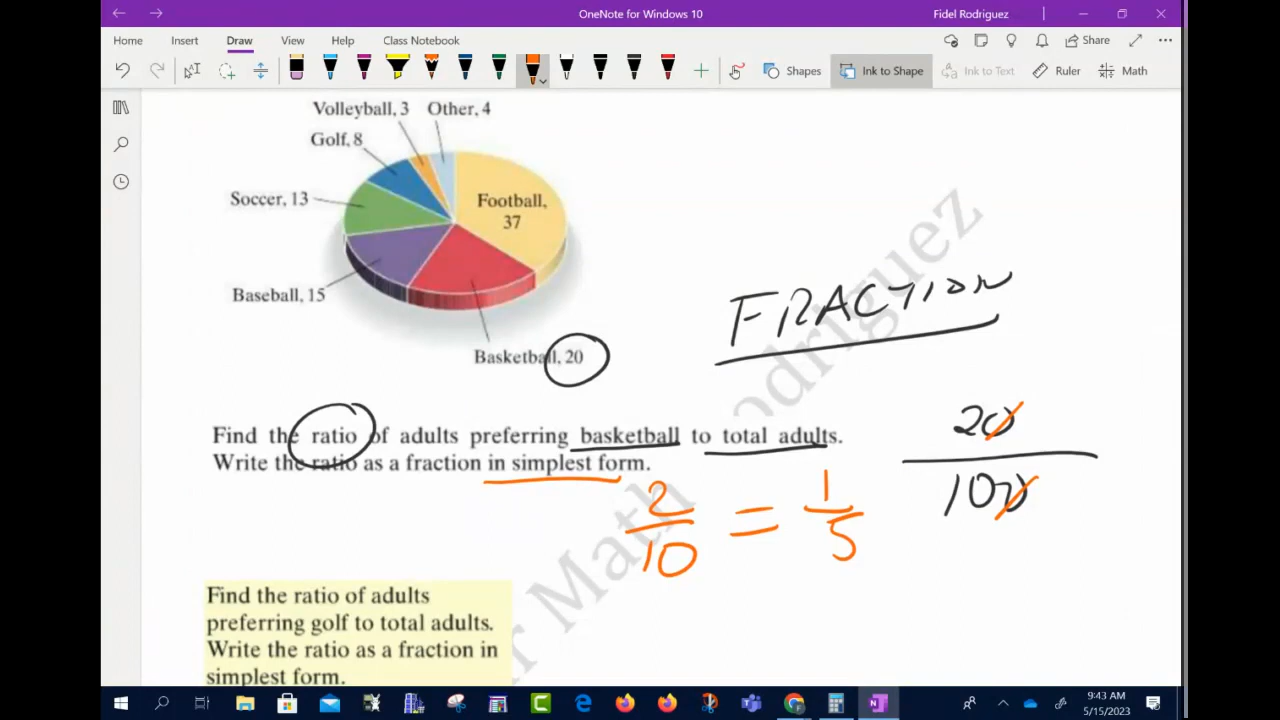 OneNote for Windows 10
Fidel Rodriguez
Home Insert Draw View Help Class Notebook
Share
Shapes Ink to Shape Ink to Text Ruler Math
Volleyball, 3 Other, 4
Golf, 8
Soccer, 13
Football,
37
Baseball, 15
Basketball, 20
FRACTION
Find the ratio of adults preferring basketball to total adults.
Write the ratio as a fraction in simplest form.
20
100
2
10
=
1
5
Find the ratio of adults
preferring golf to total adults.
Write the ratio as a fraction in
simplest form.
Math
odriguez
9:43 AM
5/15/2023